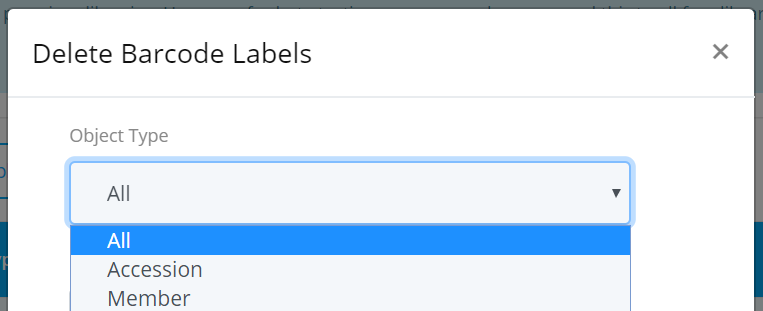 Delete Barcode Labels
×
Object Type
All
All
Accession
Member